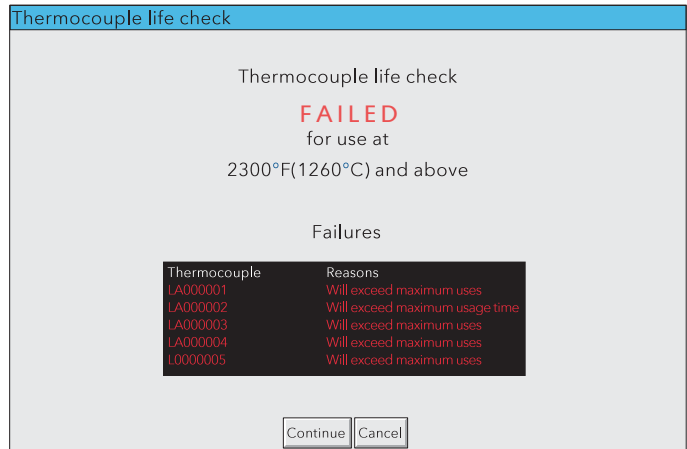 Thermocouple life check
Thermocouple life check
FAILED
for use at
2300°F(1260°C) and above
Failures
Thermocouple Reasons
LA000001 Will exceed maximum uses
LA000002 Will exceed maximum usage time
LA000003 Will exceed maximum uses
LA000004 Will exceed maximum uses
L0000005 Will exceed maximum uses
Continue Cancel